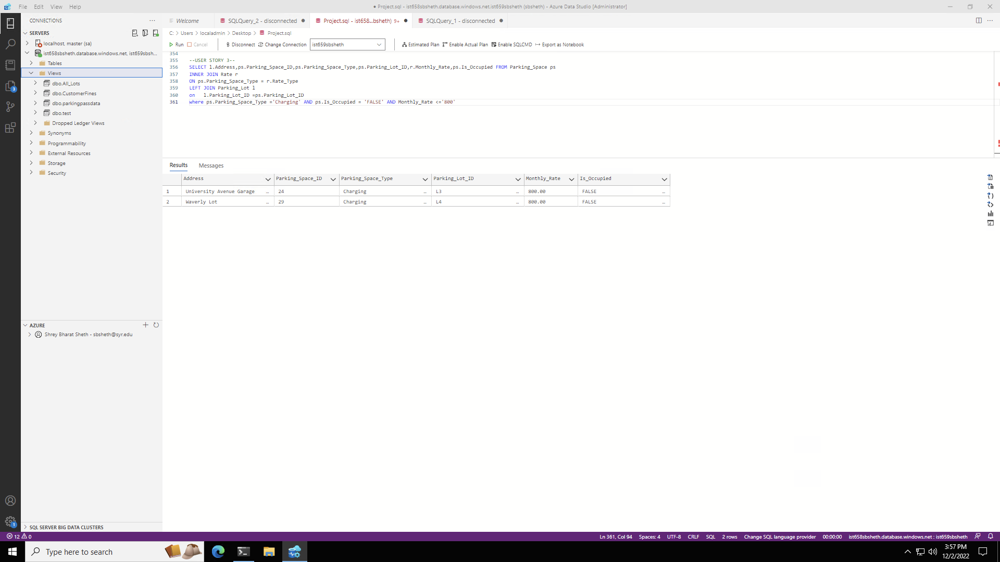 File Edit View Help
● Project.sql - ist658sbsheth.database.windows.net.ist659sbsheth (sbsheth) - Azure Data Studio [Administrator]
CONNECTIONS
Welcome
SQLQuery_2 - disconnected
Project.sql - ist658...bsheth) 9+
SQLQuery_1 - disconnected
SERVERS
C: > Users > localadmin > Desktop > Project.sql
Run Cancel Disconnect Change Connection ist659sbsheth Estimated Plan Enable Actual Plan Enable SQLCMD Export as Notebook
localhost, master (sa)
ist658sbsheth.database.windows.net, ist659sbsh...
Tables
Views
dbo.All_Lots
dbo.CustomerFines
dbo.parkingpassdata
dbo.test
Dropped Ledger Views
Synonyms
Programmability
External Resources
Storage
Security
354
355 --USER STORY 3--
356 SELECT l.Address,ps.Parking_Space_ID,ps.Parking_Space_Type,ps.Parking_Lot_ID,r.Monthly_Rate,ps.Is_Occupied FROM Parking_Space ps
357 INNER JOIN Rate r
358 ON ps.Parking_Space_Type = r.Rate_Type
359 LEFT JOIN Parking_Lot l
360 on   l.Parking_Lot_ID =ps.Parking_Lot_ID
361 where ps.Parking_Space_Type ='Charging' AND ps.Is_Occupied = 'FALSE' AND Monthly_Rate <='800'
Results Messages
Address Parking_Space_ID Parking_Space_Type Parking_Lot_ID Monthly_Rate Is_Occupied
1 University Avenue Garage … 24 Charging … L3 … 800.00 FALSE …
2 Waverly Lot … 29 Charging … L4 … 800.00 FALSE …
3
AZURE
Shrey Bharat Sheth - sbsheth@syr.edu
1
SQL SERVER BIG DATA CLUSTERS
12 0
Ln 361, Col 94 Spaces: 4 UTF-8 CRLF SQL 2 rows Change SQL language provider 00:00:00 ist658sbsheth.database.windows.net : ist659sbsheth
Type here to search
3:57 PM
12/2/2022